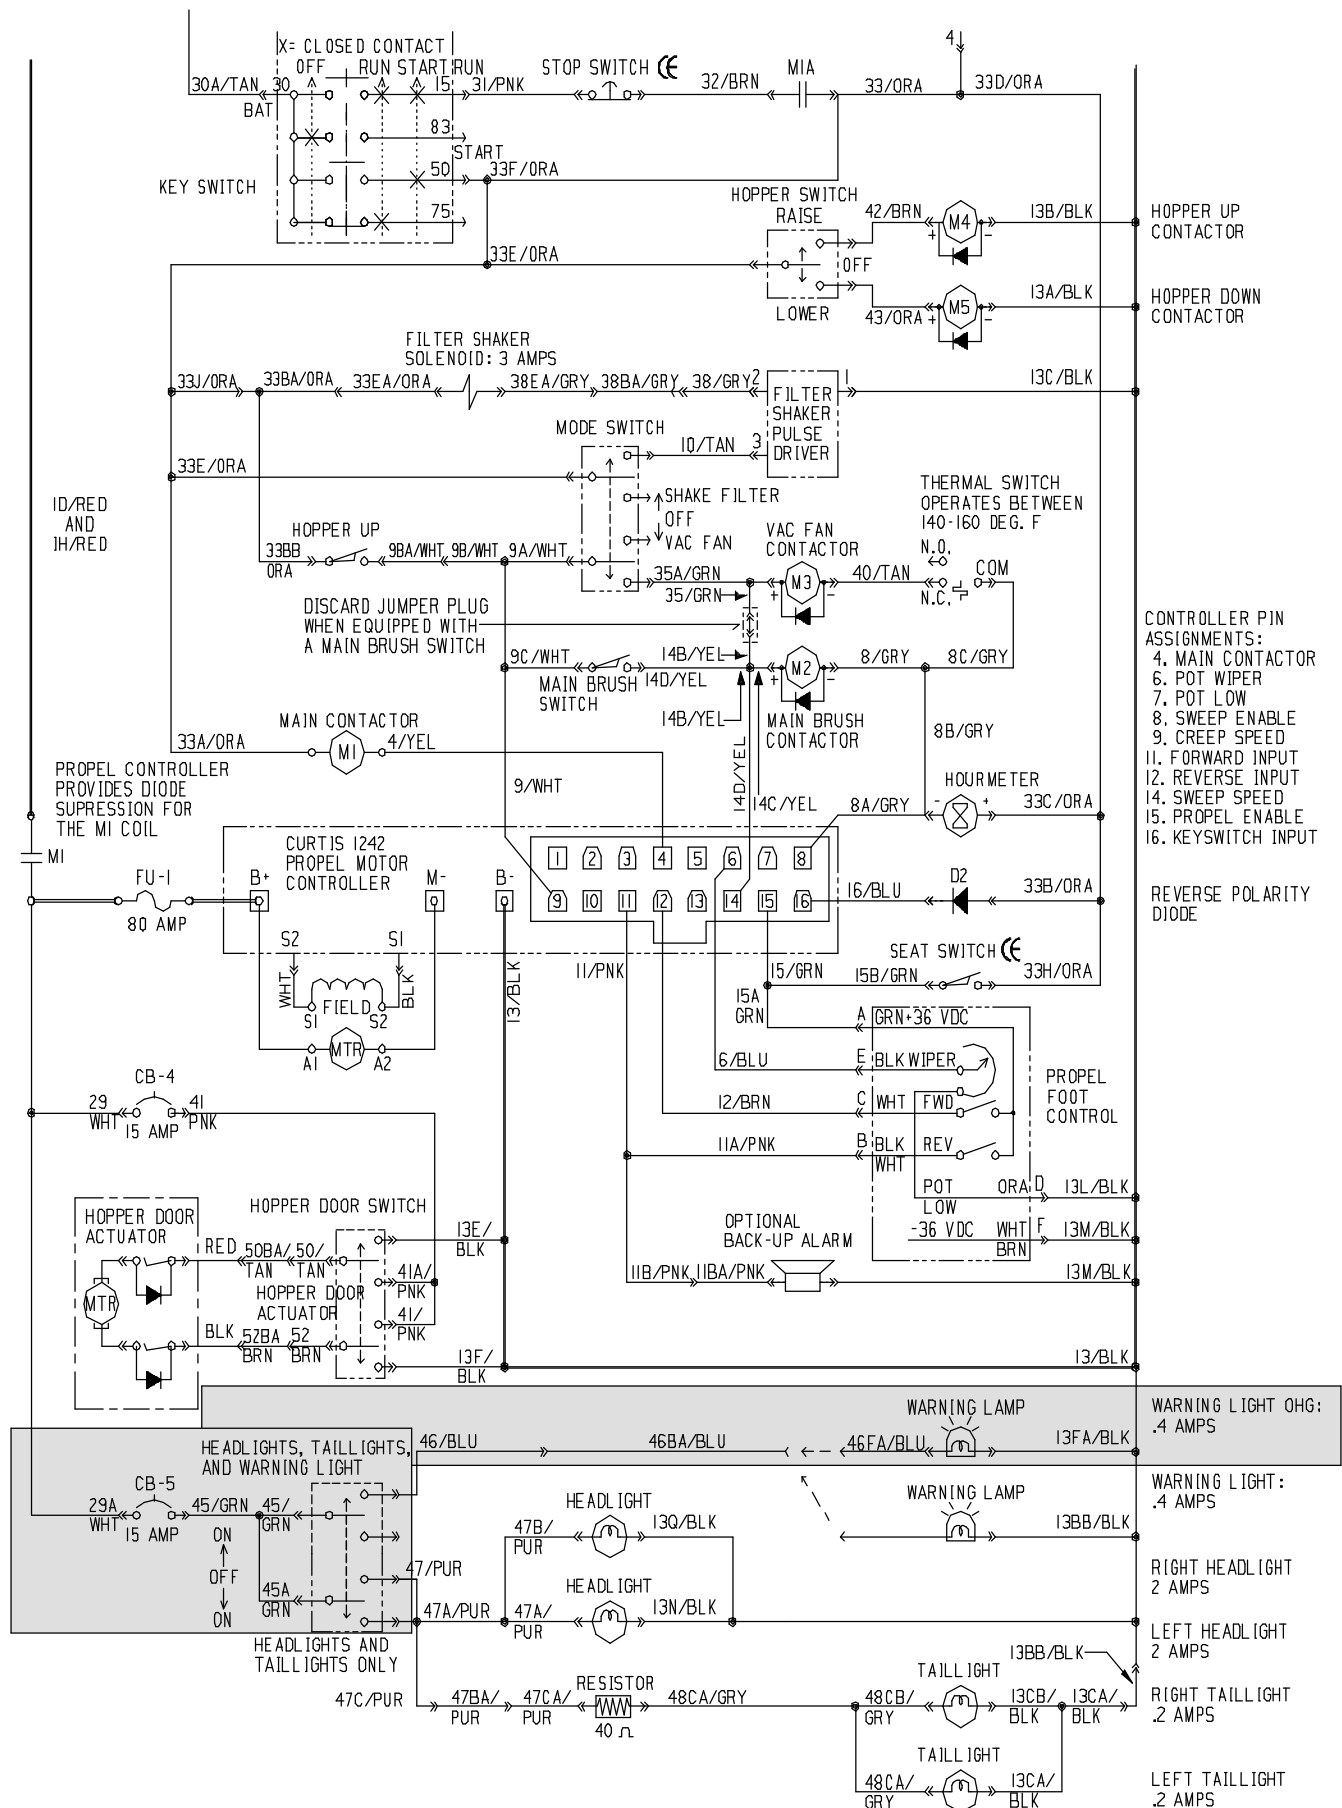 X= CLOSED CONTACT
OFF RUN START RUN
4
30A/TAN 30
BAT
15 31/PNK
STOP SWITCH CE
32/BRN
M1A
33/ORA
33D/ORA
83
START
50 33F/ORA
KEY SWITCH
75
HOPPER SWITCH
RAISE
42/BRN
M4
+ -
13B/BLK
HOPPER UP
CONTACTOR
33E/ORA
OFF
LOWER
43/ORA
M5
+ -
13A/BLK
HOPPER DOWN
CONTACTOR
FILTER SHAKER
SOLENOID: 3 AMPS
33J/ORA
33BA/ORA
33EA/ORA
38EA/GRY
38BA/GRY
38/GRY
2
1
13C/BLK
FILTER
SHAKER
PULSE
DRIVER
MODE SWITCH
10/TAN
3
33E/ORA
SHAKE FILTER
OFF
VAC FAN
THERMAL SWITCH
OPERATES BETWEEN
140-160 DEG. F
1D/RED
AND
1H/RED
HOPPER UP
33BB
ORA
9BA/WHT
9B/WHT
9A/WHT
VAC FAN
CONTACTOR
N.O.
COM
N.C.
35A/GRN
35/GRN
M3
+ -
40/TAN
DISCARD JUMPER PLUG
WHEN EQUIPPED WITH
A MAIN BRUSH SWITCH
9C/WHT
14B/YEL
14D/YEL
M2
+ -
8/GRY
8C/GRY
MAIN BRUSH
SWITCH
14B/YEL
MAIN BRUSH
CONTACTOR
CONTROLLER PIN
ASSIGNMENTS:
4. MAIN CONTACTOR
6. POT WIPER
7. POT LOW
8. SWEEP ENABLE
9. CREEP SPEED
11. FORWARD INPUT
12. REVERSE INPUT
14. SWEEP SPEED
15. PROPEL ENABLE
16. KEYSWITCH INPUT
MAIN CONTACTOR
33A/ORA
M1
4/YEL
8B/GRY
14D/YEL
PROPEL CONTROLLER
PROVIDES DIODE
SUPRESSION FOR
THE M1 COIL
9/WHT
14C/YEL
8A/GRY
HOURMETER
- +
33C/ORA
M1
CURTIS 1242
PROPEL MOTOR
CONTROLLER
1 2 3 4 5 6 7 8
9 10 11 12 13 14 15 16
FU-1
80 AMP
B+
M-
B-
16/BLU
D2
33B/ORA
REVERSE POLARITY
DIODE
S2
S1
WHT
BLK
FIELD
S1
S2
13/BLK
11/PNK
15/GRN
15B/GRN
SEAT SWITCH CE
33H/ORA
15A
GRN
A GRN+36 VDC
A1
MTR
A2
6/BLU
E BLK WIPER
PROPEL
FOOT
CONTROL
CB-4
29
WHT
15 AMP
41
PNK
12/BRN
C WHT FWD
11A/PNK
B BLK
WHT
REV
POT
LOW
ORA D 13L/BLK
-36 VDC WHT
BRN
F 13M/BLK
HOPPER DOOR
ACTUATOR
HOPPER DOOR SWITCH
RED
50BA/
TAN
50/
TAN
13E/
BLK
OPTIONAL
BACK-UP ALARM
MTR
HOPPER DOOR
ACTUATOR
41A/
PNK
11B/PNK
11BA/PNK
13M/BLK
41/
PNK
BLK
52BA
BRN
52
BRN
13F/
BLK
13/BLK
WARNING LAMP
WARNING LIGHT OHG:
.4 AMPS
HEADLIGHTS, TAILLIGHTS,
AND WARNING LIGHT
46/BLU
46BA/BLU
46FA/BLU
13FA/BLK
CB-5
29A
WHT
15 AMP
45/GRN
45/
GRN
WARNING LAMP
WARNING LIGHT:
.4 AMPS
ON
OFF
ON
HEADLIGHT
47B/
PUR
13Q/BLK
13BB/BLK
45A
GRN
47/PUR
HEADLIGHT
RIGHT HEADLIGHT
2 AMPS
47A/PUR
47A/
PUR
13N/BLK
LEFT HEADLIGHT
2 AMPS
HEADLIGHTS AND
TAILLIGHTS ONLY
13BB/BLK
47C/PUR
47BA/
PUR
47CA/
PUR
RESISTOR
40 Ω
48CA/GRY
TAILLIGHT
48CB/
GRY
13CB/
BLK
13CA/
BLK
RIGHT TAILLIGHT
.2 AMPS
TAILLIGHT
48CA/
GRY
13CA/
BLK
LEFT TAILLIGHT
.2 AMPS